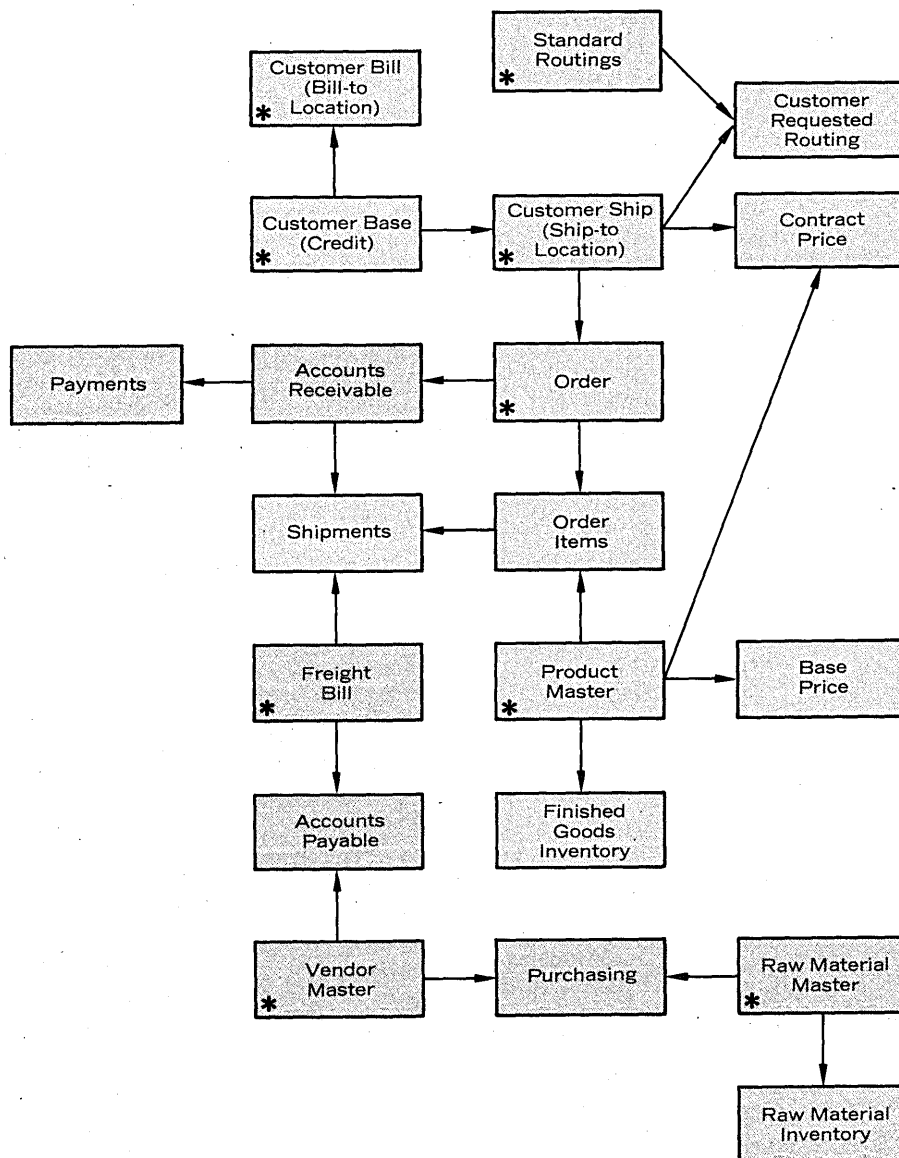 Standard
Routings
*
Customer Bill
(Bill-to
Location)
*
Customer
Requested
Routing
Customer Base
(Credit)
*
Customer Ship
(Ship-to
Location)
*
Contract
Price
Payments
Accounts
Receivable
Order
*
Shipments
Order
Items
Freight
Bill
*
Product
Master
*
Base
Price
Accounts
Payable
Finished
Goods
Inventory
Vendor
Master
*
Purchasing
Raw Material
Master
*
Raw Material
Inventory